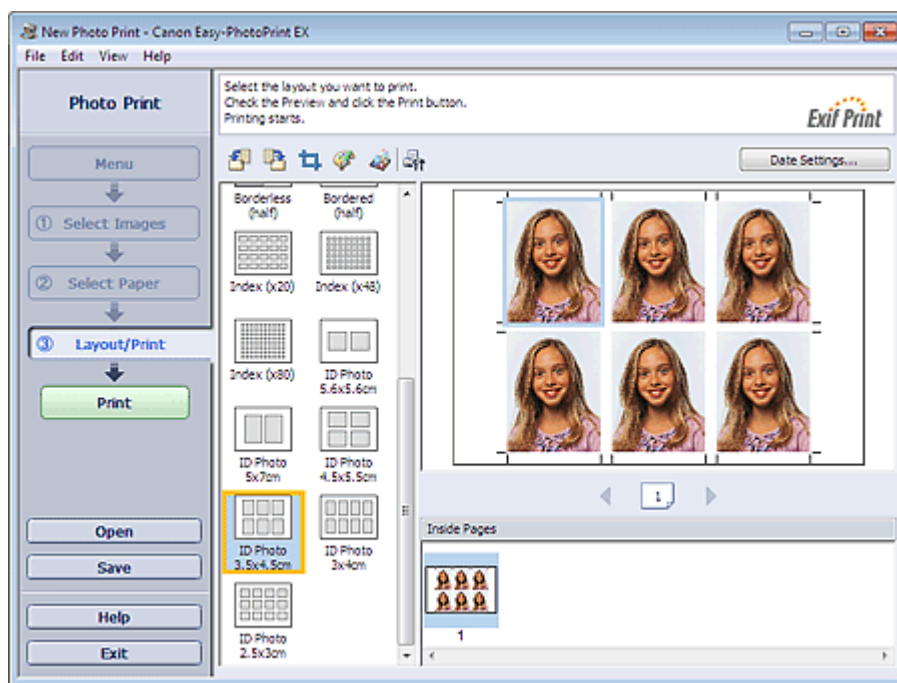 New Photo Print - Canon Easy-PhotoPrint EX
File Edit View Help
Photo Print
Select the layout you want to print.
Check the Preview and click the Print button.
Printing starts.
Exif Print
Menu
① Select Images
② Select Paper
③ Layout/Print
Print
Open
Save
Help
Exit
Date Settings...
Borderless (half)
Bordered (half)
Index (x20)
Index (x48)
Index (x80)
ID Photo
5.6x5.6cm
ID Photo
5x7cm
ID Photo
4.5x5.5cm
ID Photo
3.5x4.5cm
ID Photo
3x4cm
ID Photo
2.5x3cm
1
Inside Pages
1